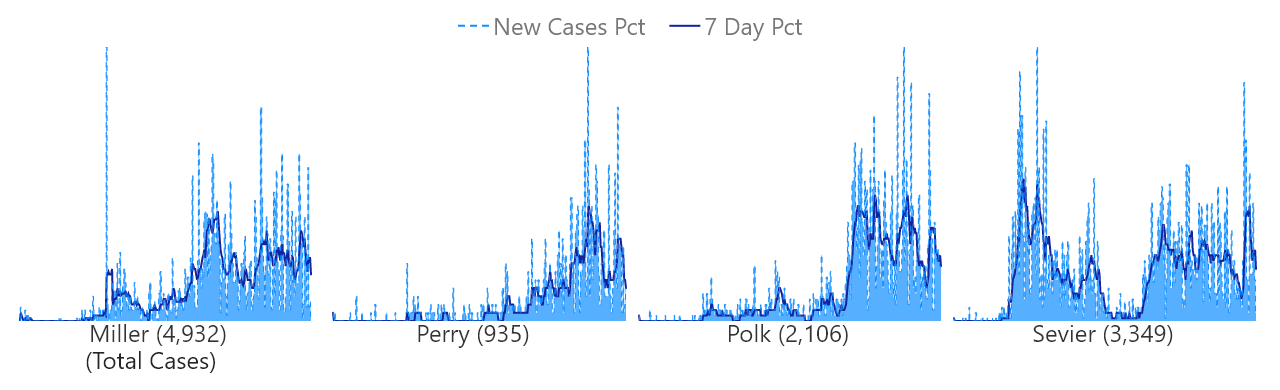 New Cases Pct 7 Day Pct
Miller (4,932) Perry (935) Polk (2,106) Sevier (3,349)
(Total Cases)